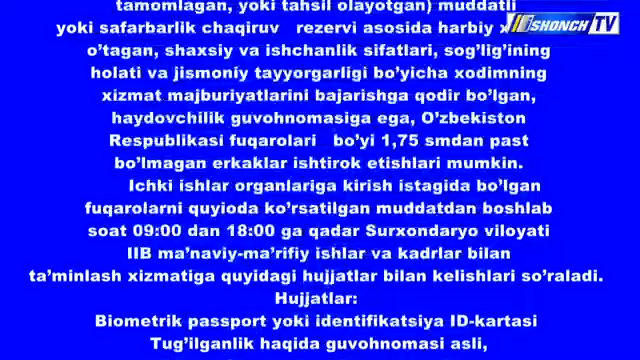 tamomlagan, yoki tahsil olayotgan) muddatli
ISHONCH TV
yoki safarbarlik chaqiruv rezervi asosida harbiy
o’tagan, shaxsiy va ishchanlik sifatlari, sog’lig’ining
holati va jismoniy tayyorgarligi bo’yicha xodimning
xizmat majburiyatlarini bajarishga qodir bo’lgan,
haydovchilik guvohnomasiga ega, O’zbekiston
Respublikasi fuqarolari bo’yi 1,75 smdan past
bo’lmagan erkaklar ishtirok etishlari mumkin.
Ichki ishlar organlariga kirish istagida bo’lgan
fuqarolarni quyioda ko’rsatilgan muddatdan boshlab
soat 09:00 dan 18:00 ga qadar Surxondaryo viloyati
IIB ma’naviy-ma’rifiy ishlar va kadrlar bilan
ta’minlash xizmatiga quyidagi hujjatlar bilan kelishlari so’raladi.
Hujjatlar:
Biometrik passport yoki identifikatsiya ID-kartasi
Tug’ilganlik haqida guvohnomasi asli,